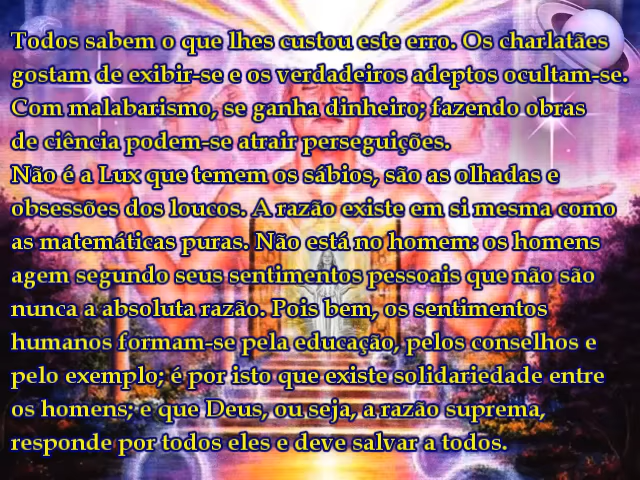 Todos sabem o que lhes custou este erro. Os charlatães
gostam de exibir-se e os verdadeiros adeptos ocultam-se.
Com malabarismo, se ganha dinheiro; fazendo obras
de ciência podem-se atrair perseguições.
Não é a Lux que temem os sábios, são as olhadas e
obsessões dos loucos. A razão existe em si mesma como
as matemáticas puras. Não está no homem: os homens
agem segundo seus sentimentos pessoais que não são
nunca a absoluta razão. Pois bem, os sentimentos
humanos formam-se pela educação, pelos conselhos e
pelo exemplo; é por isto que existe solidariedade entre
os homens; e que Deus, ou seja, a razão suprema,
responde por todos eles e deve salvar a todos.